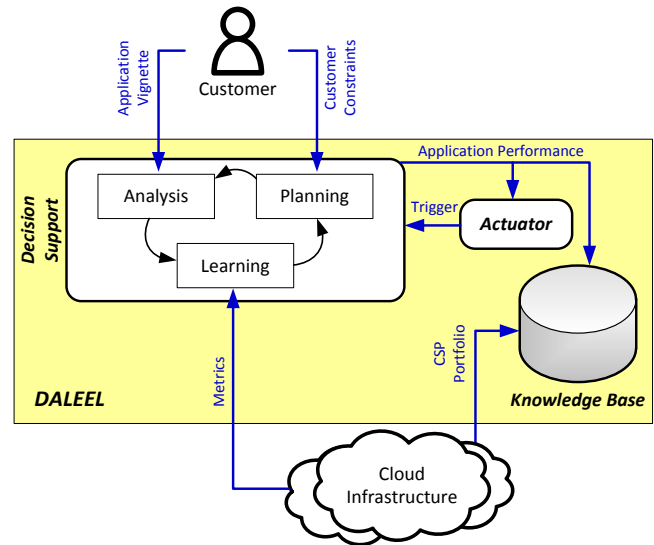 Customer
Application
Vignette
Customer
Constraints
Application Performance
Decision
Support
Analysis
Planning
Learning
Trigger
Actuator
Metrics
CSP
Portfolio
DALEEL
Knowledge Base
Cloud
Infrastructure